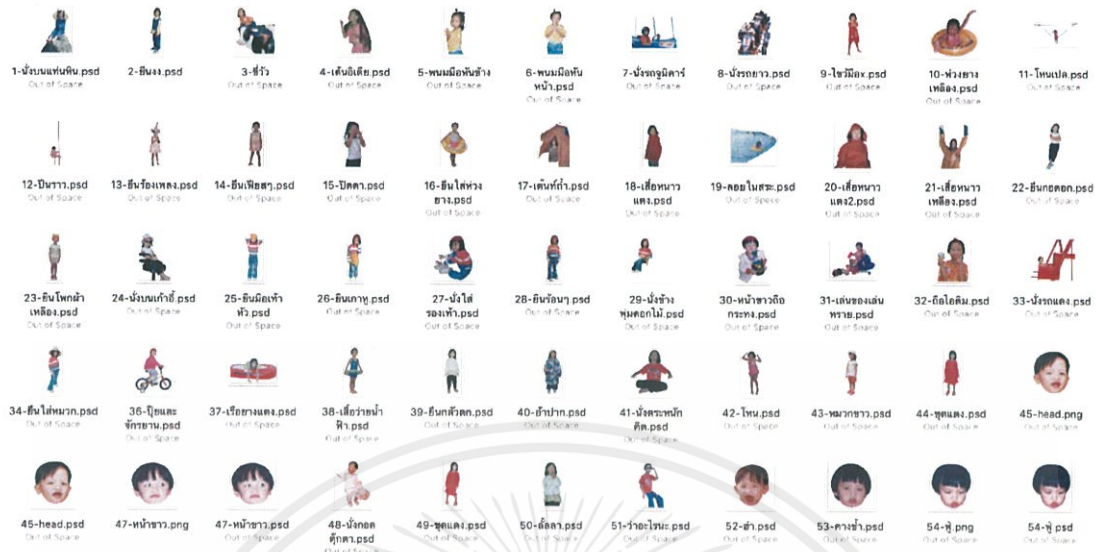 1-นั่งบนแท่นหิน.psd 2-ยืนงง.psd 3-ขี่วัว 4-เต้นอิเดีย.psd 5-พนมมือหันข้าง 6-พนมมือหัน 7-นั่งรถจูมิคาร์ 8-นั่งรถยาว.psd 9-ไขว้มือx.psd 10-ห่วงยาง 11-โหนเปล.psd
Out of Space Out of Space Out of Space Out of Space Out of Space หน้า.psd Out of Space Out of Space Out of Space เหลือง.psd Out of Space
Out of Space Out of Space
12-ปีนราว.psd 13-ยืนร้องเพลง.psd 14-ยืนเฟียสๆ.psd 15-ปิดตา.psd 16-ยืนใส่ห่วง 17-เต้นท์ถ้ำ.psd 18-เสื้อหนาว 19-ลอยในสระ.psd 20-เสื้อหนาว 21-เสื้อหนาว 22-ยืนกอดอก.psd
Out of Space Out of Space Out of Space Out of Space ยาง.psd Out of Space แดง.psd Out of Space แดง2.psd เหลือง.psd Out of Space
Out of Space Out of Space Out of Space Out of Space
23-ยืนโพกผ้า 24-นั่งบนเก้าอี้.psd 25-ยืนมือเท้า 26-ยืนเกาหู.psd 27-นั่งใส่ 28-ยืนร้อนๆ.psd 29-นั่งข้าง 30-หน้าขาวถือ 31-เล่นของเล่น 32-ถือไอติม.psd 33-นั่งรถแดง.psd
เหลือง.psd Out of Space หัว.psd Out of Space รองเท้า.psd Out of Space พุ่มดอกไม้.psd กระทง.psd ทราย.psd Out of Space Out of Space
Out of Space Out of Space Out of Space Out of Space Out of Space Out of Space
34-ยืนใส่หมวก.psd 36-ปุ๊ยและ 37-เรือยางแดง.psd 38-เสื้อว่ายน้ำ 39-ยืนกลัวตก.psd 40-อ้าปาก.psd 41-นั่งตระหนัก 42-โหน.psd 43-หมวกขาว.psd 44-ชุดแดง.psd 45-head.png
Out of Space จักรยาน.psd Out of Space ฟ้า.psd Out of Space Out of Space คิด.psd Out of Space Out of Space Out of Space Out of Space
Out of Space Out of Space Out of Space
45-head.psd 47-หน้าขาว.png 47-หน้าขาว.psd 48-นั่งกอด 49-ชุดแดง.psd 50-ลั้ลลา.psd 51-ว่าอะไรนะ.psd 52-ฮ่า.psd 53-คางช้ำ.psd 54-ฟู่.png 54-ฟู่.psd
Out of Space Out of Space Out of Space ตุ๊กตา.psd Out of Space Out of Space Out of Space Out of Space Out of Space Out of Space Out of Space
Out of Space